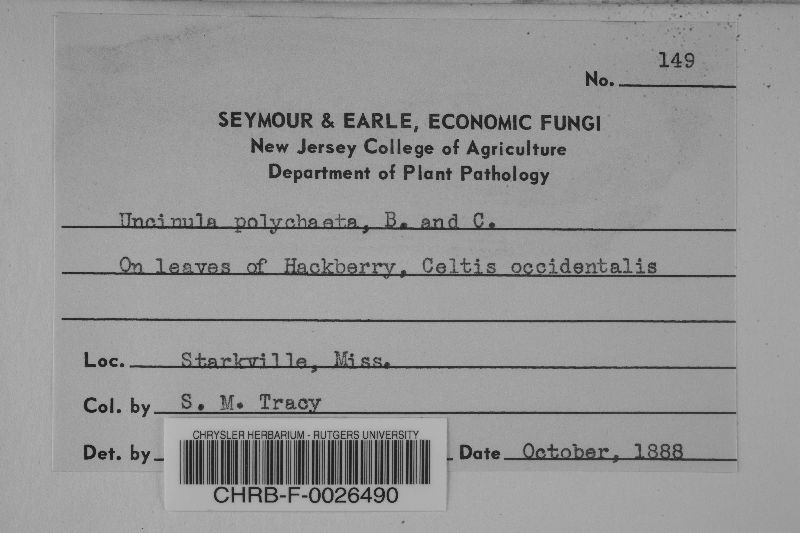 No. 149
SEYMOUR & EARLE, ECONOMIC FUNGI
New Jersey College of Agriculture
Department of Plant Pathology
Uncinula polychaeta, B. and C.
On leaves of Hackberry, Celtis occidentalis
Loc. Starkville, Miss.
Col. by S. M. Tracy
Det. by Date October, 1888
CHRYSLER HERBARIUM - RUTGERS UNIVERSITY
CHRB-F-0026490